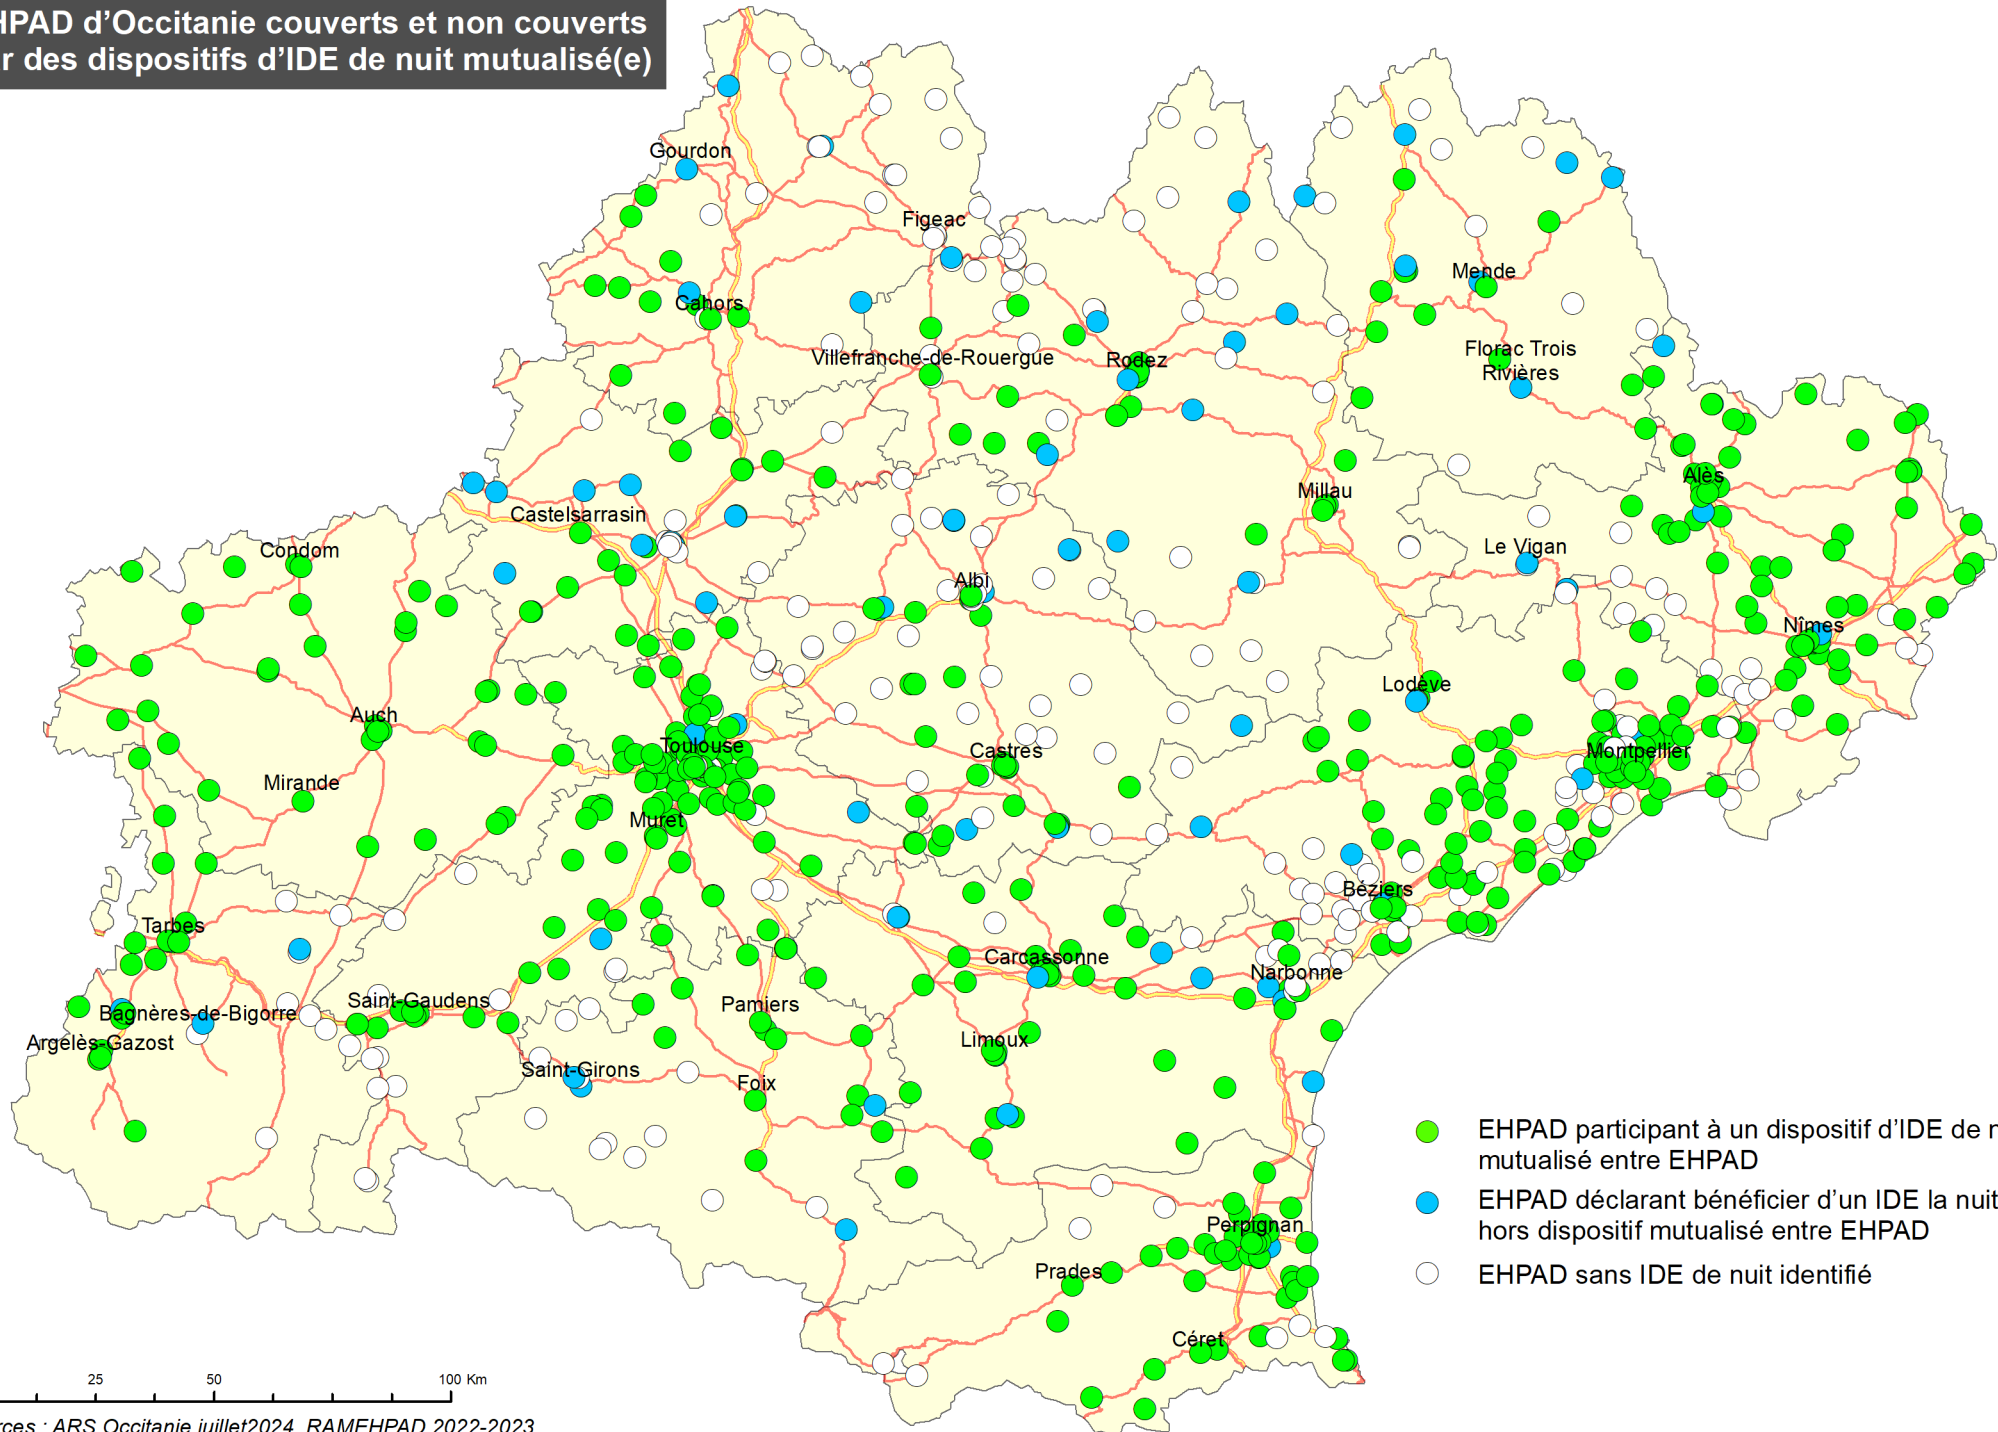 HPAD d’Occitanie couverts et non couverts
r des dispositifs d’IDE de nuit mutualisé(e)
Gourdon
Figeac
Cahors
Mende
Villefranche-de-Rouergue
Rodez
Florac Trois
Rivières
Alès
Millau
Castelsarrasin
Condom
Le Vigan
Albi
Nîmes
Lodève
Auch
Toulouse
Castres
Montpellier
Mirande
Muret
Béziers
Tarbes
Carcassonne
Narbonne
Saint-Gaudens
Pamiers
Bagnères-de-Bigorre
Argelès-Gazost
Limoux
Saint-Girons
Foix
EHPAD participant à un dispositif d’IDE de n
mutualisé entre EHPAD
EHPAD déclarant bénéficier d’un IDE la nuit
hors dispositif mutualisé entre EHPAD
Perpignan
Prades
EHPAD sans IDE de nuit identifié
Céret
25 50 100 Km
rces : ARS Occitanie juillet2024, RAMEHPAD 2022-2023